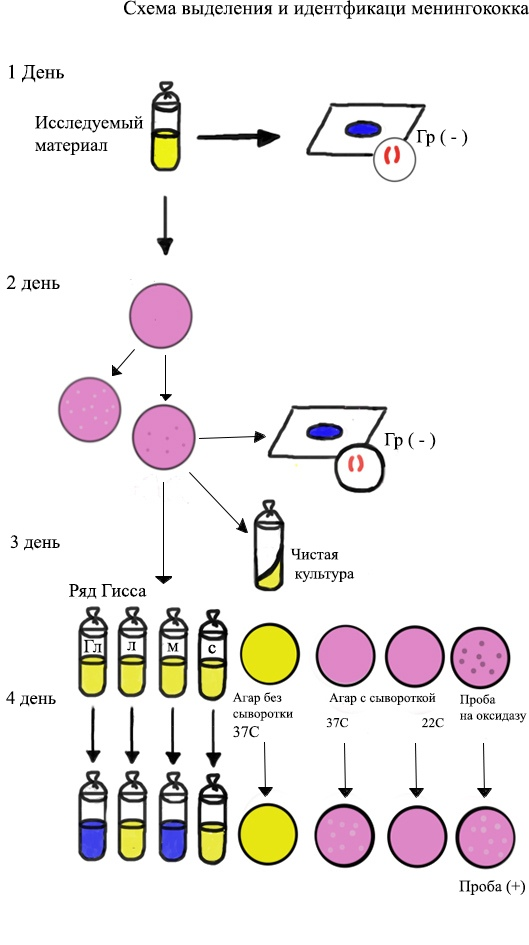 Схема выделения и идентфикаци менингококка
1 День
Исследуемый
материал
Гр ( - )
2 день
Гр ( - )
3 день
Чистая
культура
Ряд Гисса
Гл л м с
4 день
Агар без
сыворотки
37С
Агар с сывороткой
37С 22С
Проба
на оксидазу
Проба (+)